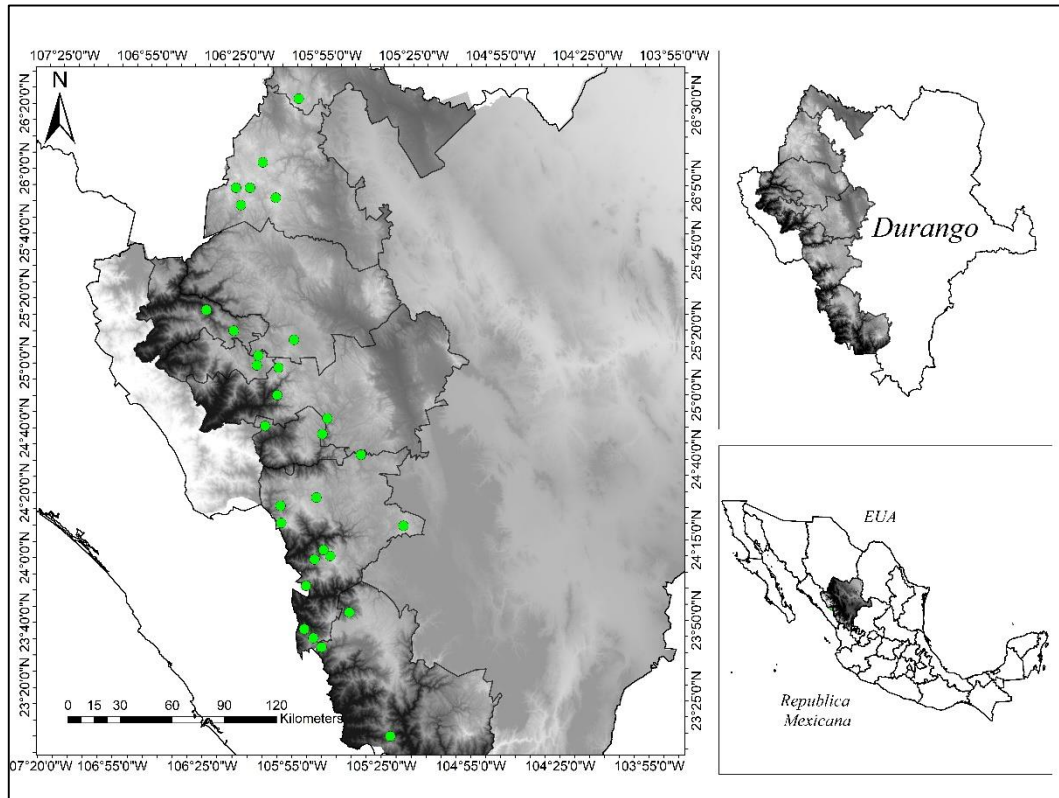 107°25'0"W 106°55'0"W 106°25'0"W 105°55'0"W 105°25'0"W 104°55'0"W 104°25'0"W 103°55'0"W
N
26°20'0"N
26°0'0"N
25°40'0"N
25°20'0"N
25°0'0"N
24°40'0"N
24°20'0"N
24°0'0"N
23°40'0"N
23°20'0"N
26°30'0"N
26°5'0"N
25°45'0"N
25°20'0"N
25°0'0"N
24°40'0"N
24°15'0"N
23°50'0"N
23°25'0"N
0 15 30 60 90 120
Kilometers
07°20'0"W 106°55'0"W 106°25'0"W 105°55'0"W 105°25'0"W 104°55'0"W 104°25'0"W 103°55'0"W
Durango
EUA
Republica
Mexicana